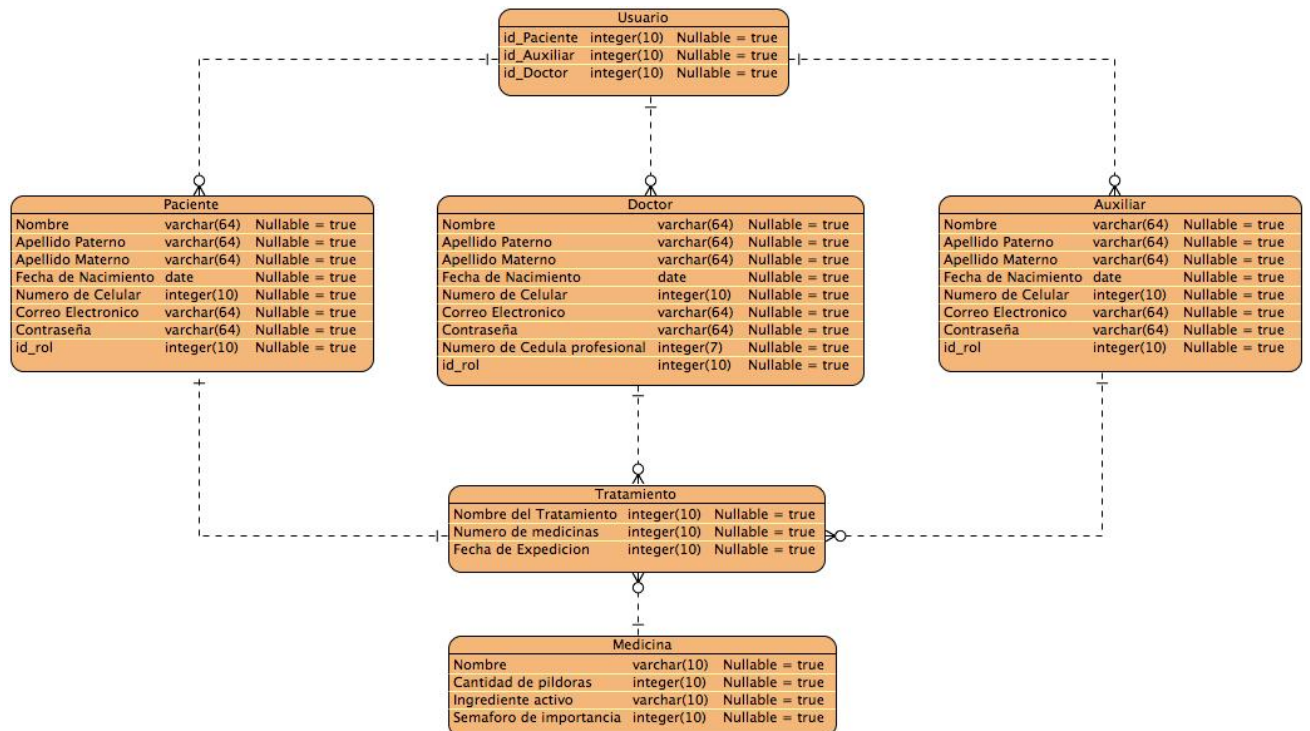 Usuario
id_Paciente integer(10) Nullable = true
id_Auxiliar integer(10) Nullable = true
id_Doctor integer(10) Nullable = true
Paciente
Nombre varchar(64) Nullable = true
Apellido Paterno varchar(64) Nullable = true
Apellido Materno varchar(64) Nullable = true
Fecha de Nacimiento date Nullable = true
Numero de Celular integer(10) Nullable = true
Correo Electronico varchar(64) Nullable = true
Contraseña varchar(64) Nullable = true
id_rol integer(10) Nullable = true
Doctor
Nombre varchar(64) Nullable = true
Apellido Paterno varchar(64) Nullable = true
Apellido Materno varchar(64) Nullable = true
Fecha de Nacimiento date Nullable = true
Numero de Celular integer(10) Nullable = true
Correo Electronico varchar(64) Nullable = true
Contraseña varchar(64) Nullable = true
Numero de Cedula profesional integer(7) Nullable = true
id_rol integer(10) Nullable = true
Auxiliar
Nombre varchar(64) Nullable = true
Apellido Paterno varchar(64) Nullable = true
Apellido Materno varchar(64) Nullable = true
Fecha de Nacimiento date Nullable = true
Numero de Celular integer(10) Nullable = true
Correo Electronico varchar(64) Nullable = true
Contraseña varchar(64) Nullable = true
id_rol integer(10) Nullable = true
Tratamiento
Nombre del Tratamiento integer(10) Nullable = true
Numero de medicinas integer(10) Nullable = true
Fecha de Expedicion integer(10) Nullable = true
Medicina
Nombre varchar(10) Nullable = true
Cantidad de pildoras integer(10) Nullable = true
Ingrediente activo varchar(10) Nullable = true
Semaforo de importancia integer(10) Nullable = true